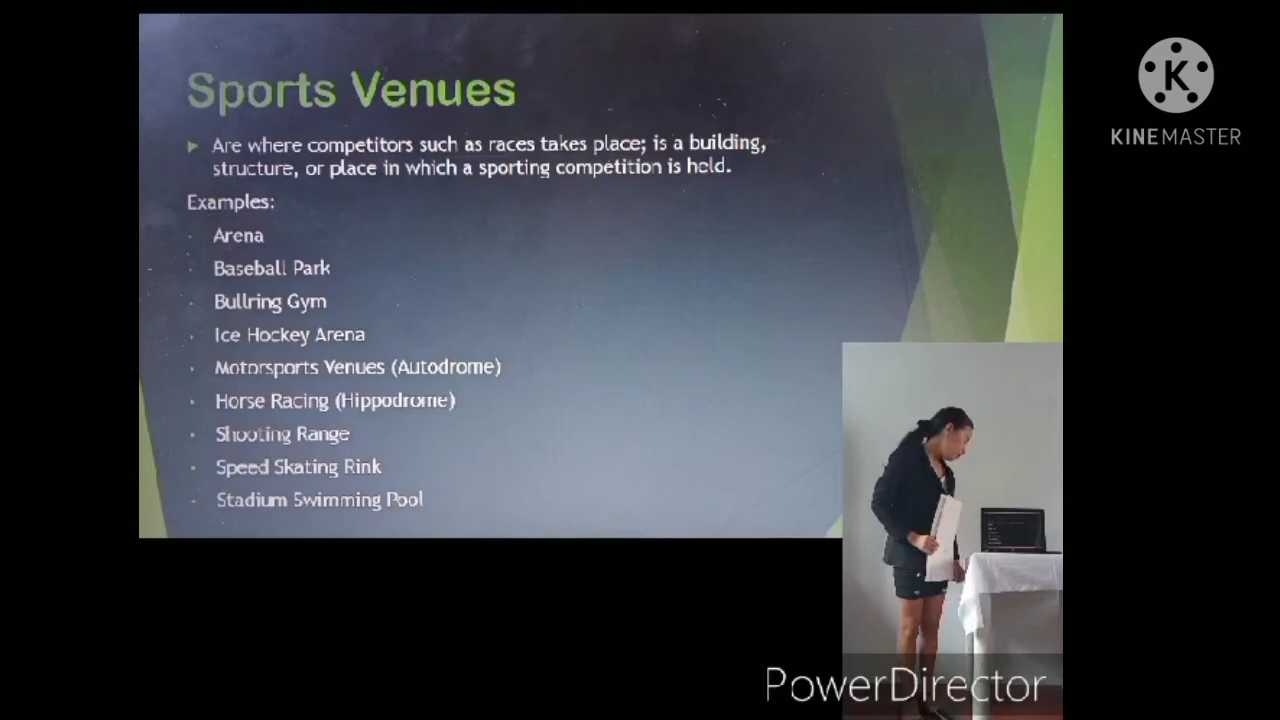 Sports Venues
Are where competitors such as races takes place; is a building,
structure, or place in which a sporting competition is held.
Examples:
Arena
Baseball Park
Bullring Gym
Ice Hockey Arena
Motorsports Venues (Autodrome)
Horse Racing (Hippodrome)
Shooting Range
Speed Skating Rink
Stadium Swimming Pool
K
KINEMASTER
PowerDirector